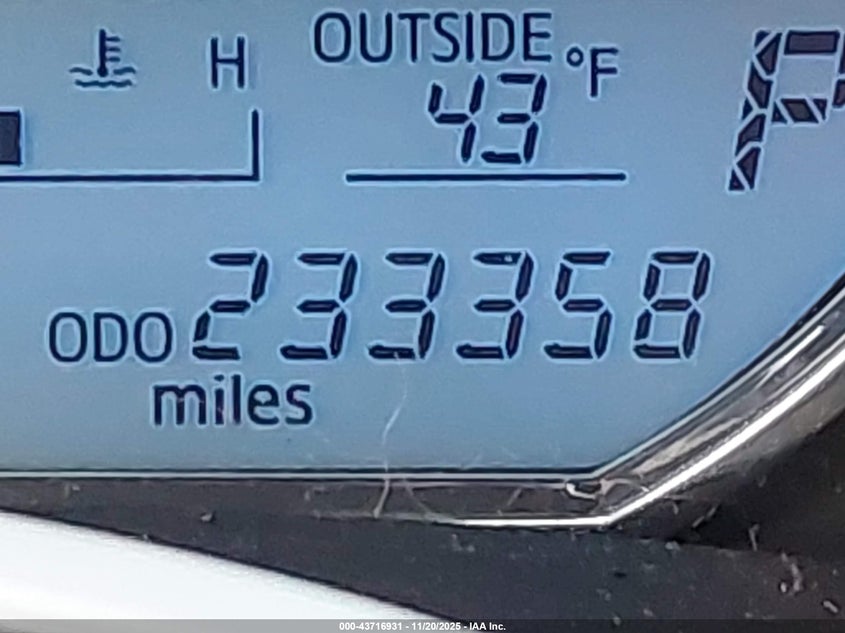 H
OUTSIDE
43 °F
P
ODO 233358
miles
000-43716931 - 11/20/2025 - IAA Inc.